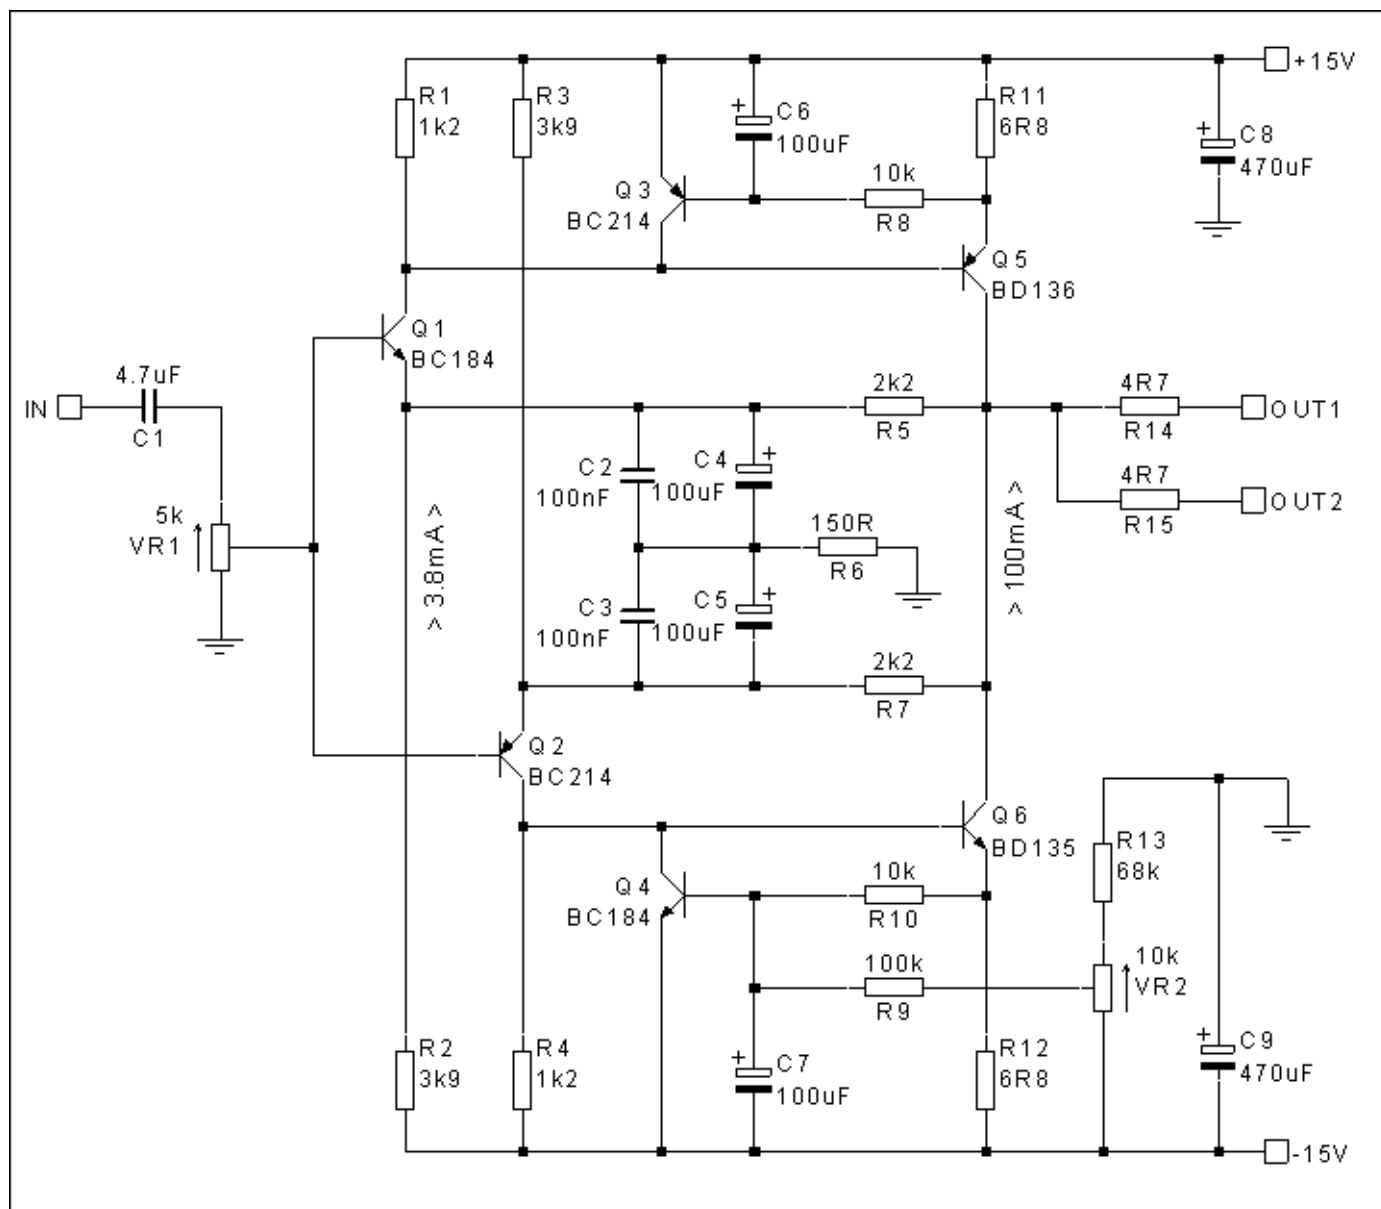 +15V
R1
1k2
R3
3k9
C6
100uF
R11
6R8
C8
470uF
10k
R8
Q3
BC214
Q5
BD136
Q1
BC184
4.7uF
IN
C1
2k2
R5
4R7
OUT1
R14
C2
100nF
C4
100uF
4R7
OUT2
R15
5k
VR1
> 3.8mA >
150R
R6
> 100mA >
C3
100nF
C5
100uF
2k2
R7
Q2
BC214
Q6
BD135
R13
68k
Q4
BC184
10k
R10
100k
R9
10k
VR2
R2
3k9
R4
1k2
C7
100uF
R12
6R8
C9
470uF
-15V